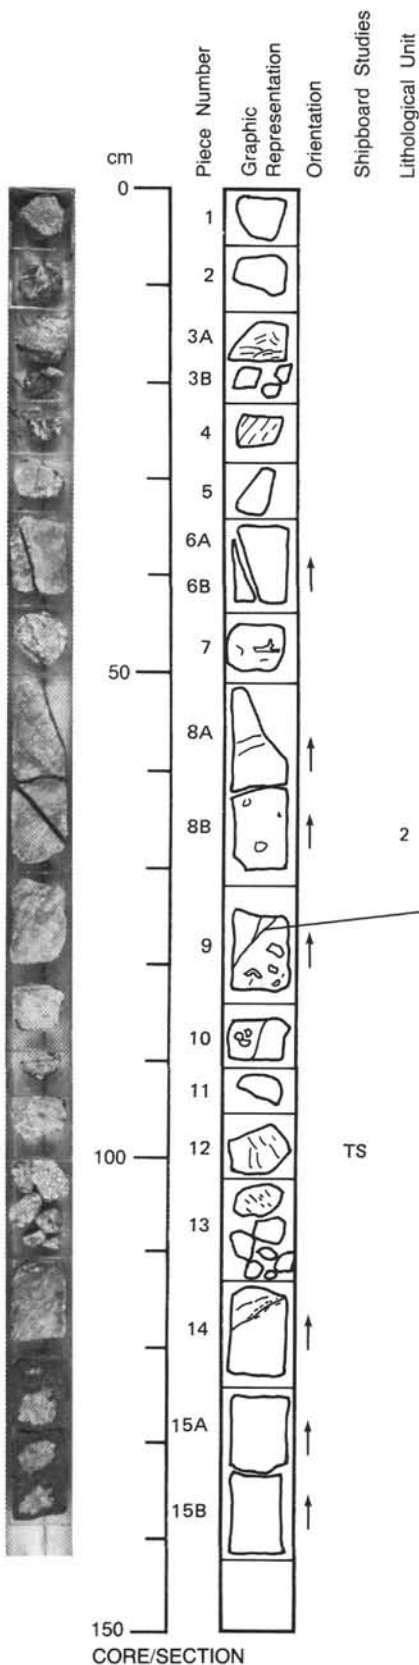 cm
Piece Number
Graphic
Representation
Orientation
Shipboard Studies
Lithological Unit
0
1
2
3A
3B
4
5
6A
6B
7
50
8A
8B
2
9
10
11
100
12
TS
13
14
15A
15B
150
CORE/SECTION